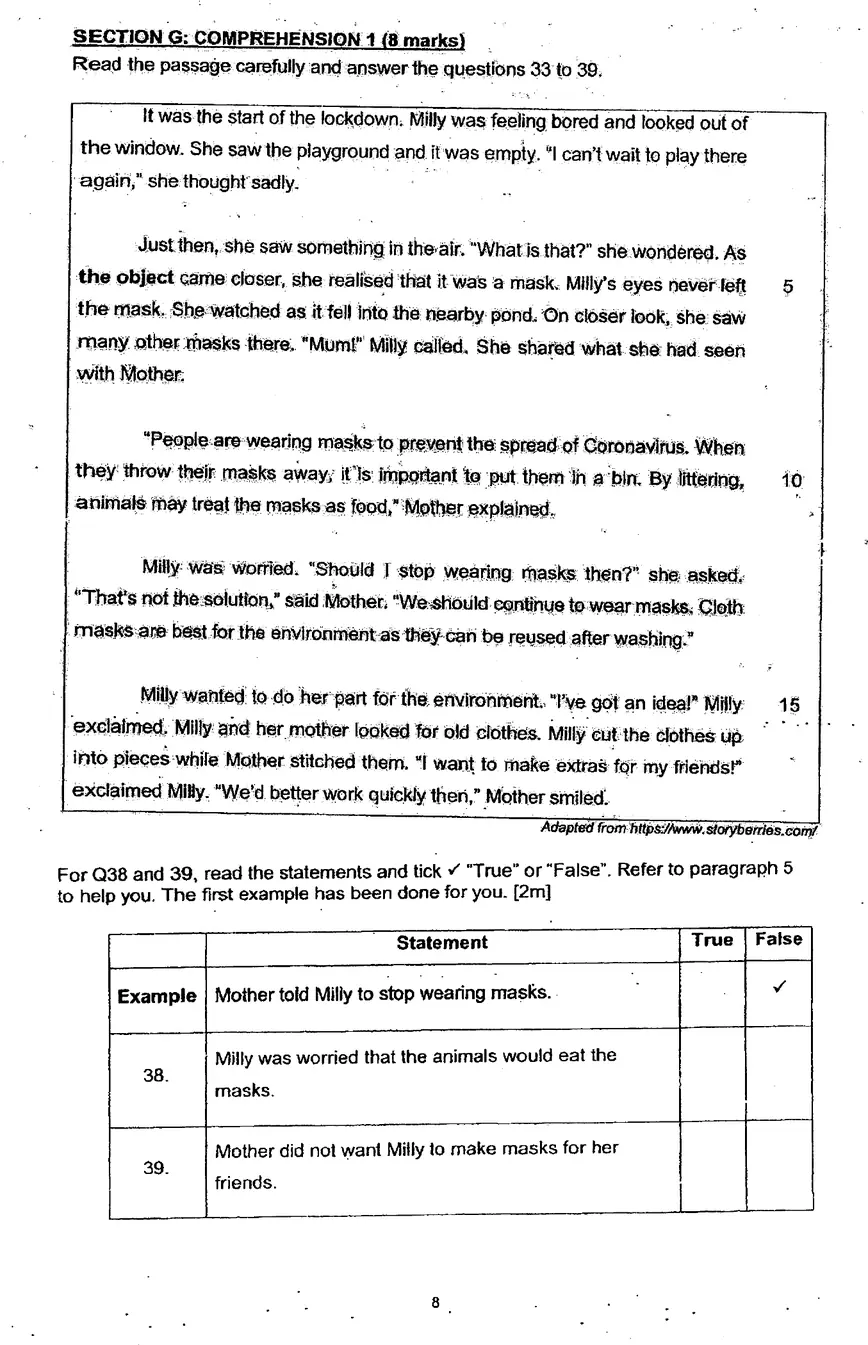 SECTION G: COMPREHENSION 1 (8 marks)
Read the passage carefully and answer the questions 33 to 39.
It was the start of the lockdown. Milly was feeling bored and looked out of
the window. She saw the playground and it was empty. "I can't wait to play there
again," she thought sadly.
Just then, she saw something in the air. "What is that?" she wondered. As
the object came closer, she realised that it was a mask. Milly's eyes never left 5
the mask. She watched as it fell into the nearby pond. On closer look, she saw
many other masks there. "Mum!" Milly called. She shared what she had seen
with Mother.
"People are wearing masks to prevent the spread of Coronavirus. When
they throw their masks away, it is important to put them in a bin. By littering, 10
animals may treat the masks as food," Mother explained.
Milly was worried. "Should I stop wearing masks then?" she asked.
"That's not the solution," said Mother. "We should continue to wear masks. Cloth
masks are best for the environment as they can be reused after washing."
Milly wanted to do her part for the environment. "I've got an idea!" Milly 15
exclaimed. Milly and her mother looked for old clothes. Milly cut the clothes up
into pieces while Mother stitched them. "I want to make extras for my friends!"
exclaimed Milly. "We'd better work quickly then," Mother smiled.
Adapted from https://www.storyberries.com/
For Q38 and 39, read the statements and tick ✓ "True" or "False". Refer to paragraph 5
to help you. The first example has been done for you. [2m]
Statement True False
Example Mother told Milly to stop wearing masks. ✓
38. Milly was worried that the animals would eat the
masks.
39. Mother did not want Milly to make masks for her
friends.
8